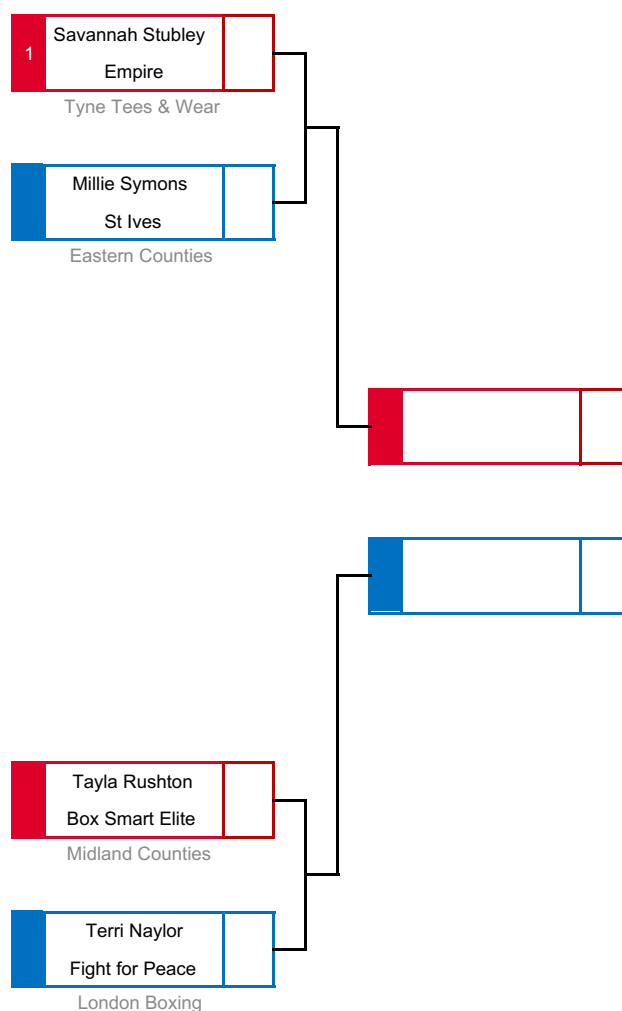 1
Savannah Stubley
Empire
Tyne Tees & Wear
Millie Symons
St Ives
Eastern Counties
Tayla Rushton
Box Smart Elite
Midland Counties
Terri Naylor
Fight for Peace
London Boxing